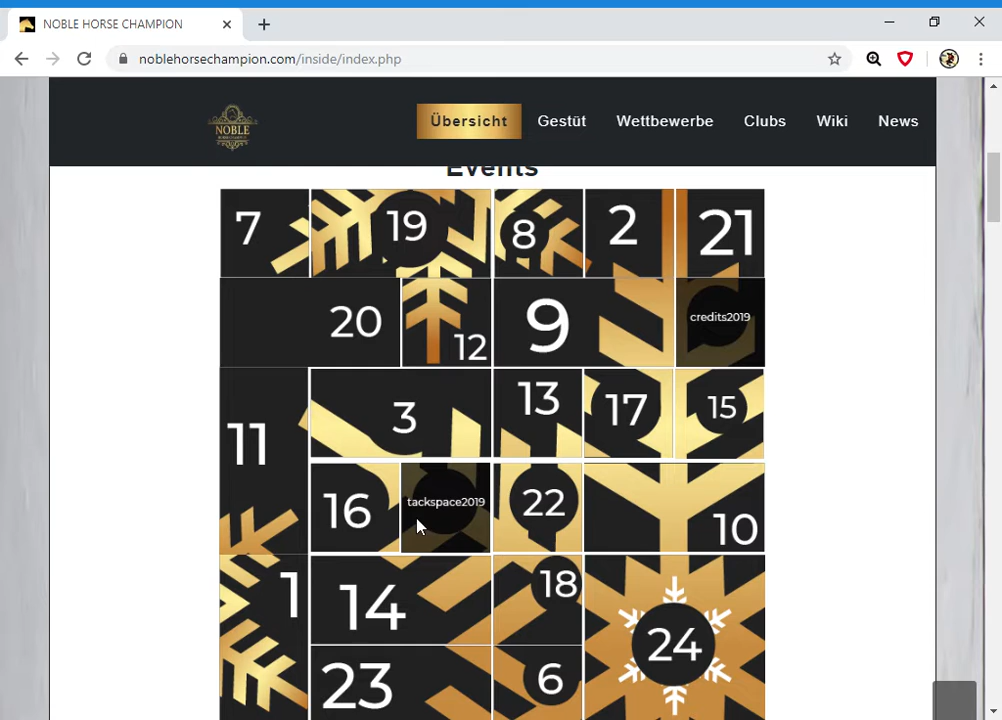 NOBLE HORSE CHAMPION
noblehorsechampion.com/inside/index.php
NOBLE
Übersicht Gestüt Wettbewerbe Clubs Wiki News
Events
7 19 8 2 21
20 12 9 credits2019
11 3 13 17 15
16 tackspace2019 22 10
1 14 18 24
23 6